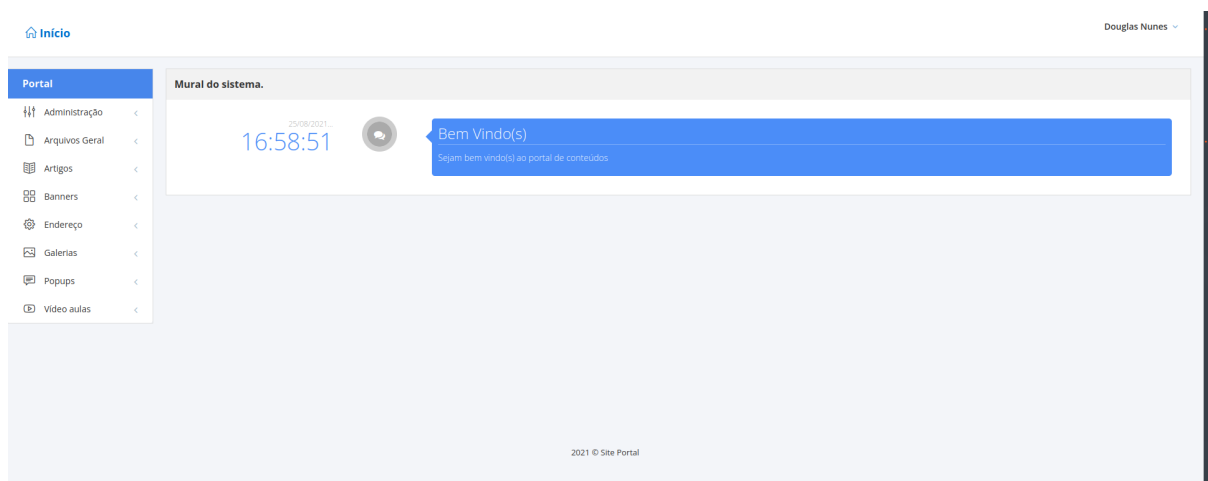 Início
Douglas Nunes
Portal
Administração
Arquivos Geral
Artigos
Banners
Endereço
Galerias
Popups
Vídeo aulas
Mural do sistema.
25/08/2021..
16:58:51
Bem Vindo(s)
Sejam bem vindo(s) ao portal de conteúdos
2021 © Site Portal